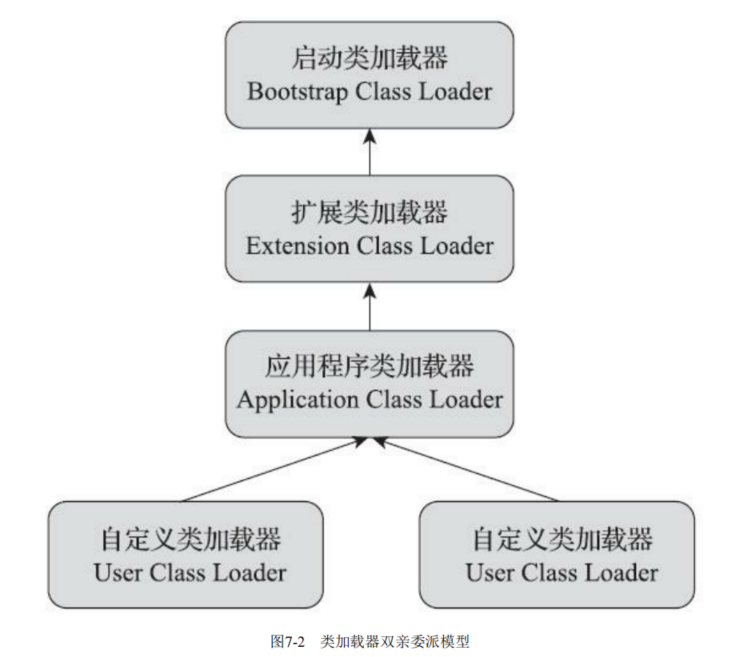 启动类加载器
Bootstrap Class Loader
扩展类加载器
Extension Class Loader
应用程序类加载器
Application Class Loader
自定义类加载器
User Class Loader
自定义类加载器
User Class Loader
图7-2 类加载器双亲委派模型